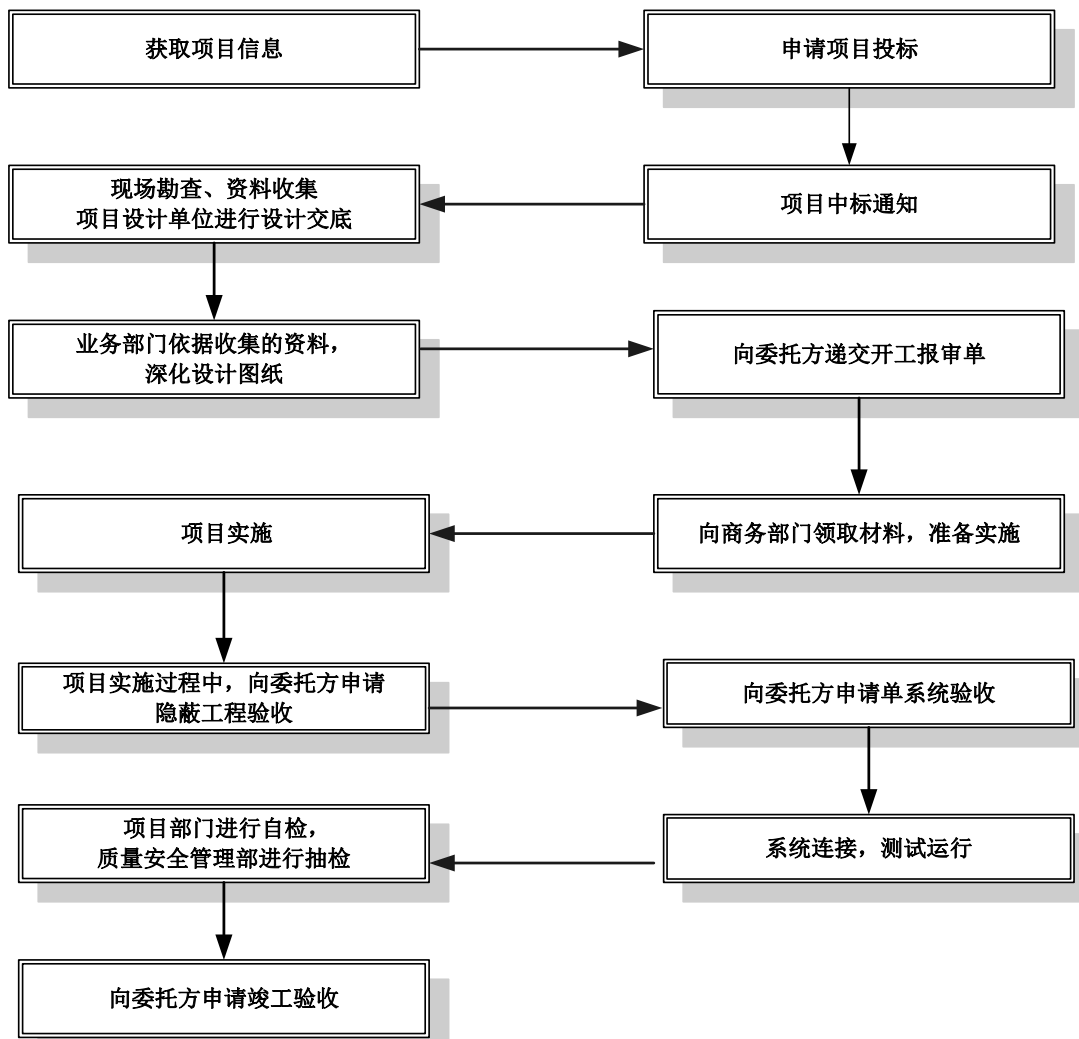 获取项目信息
申请项目投标
项目中标通知
现场勘查、资料收集
项目设计单位进行设计交底
业务部门依据收集的资料，
深化设计图纸
向委托方递交开工报审单
向商务部门领取材料，准备实施
项目实施
项目实施过程中，向委托方申请
隐蔽工程验收
向委托方申请单系统验收
系统连接，测试运行
项目部门进行自检，
质量安全管理部进行抽检
向委托方申请竣工验收